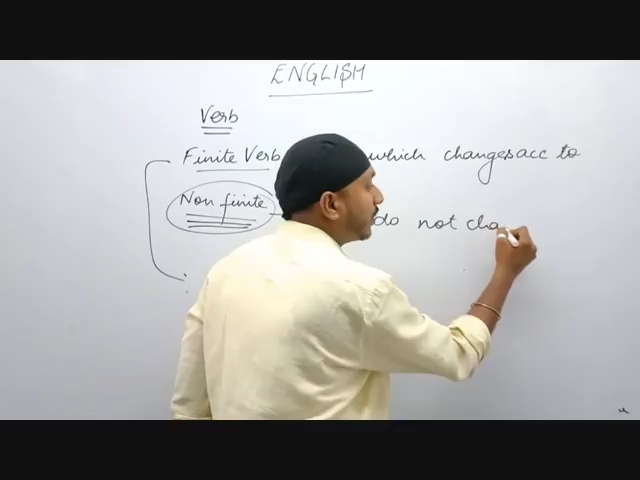 ENGLISH
Verb
Finite Verb which changes acc to
Non finite do not cha